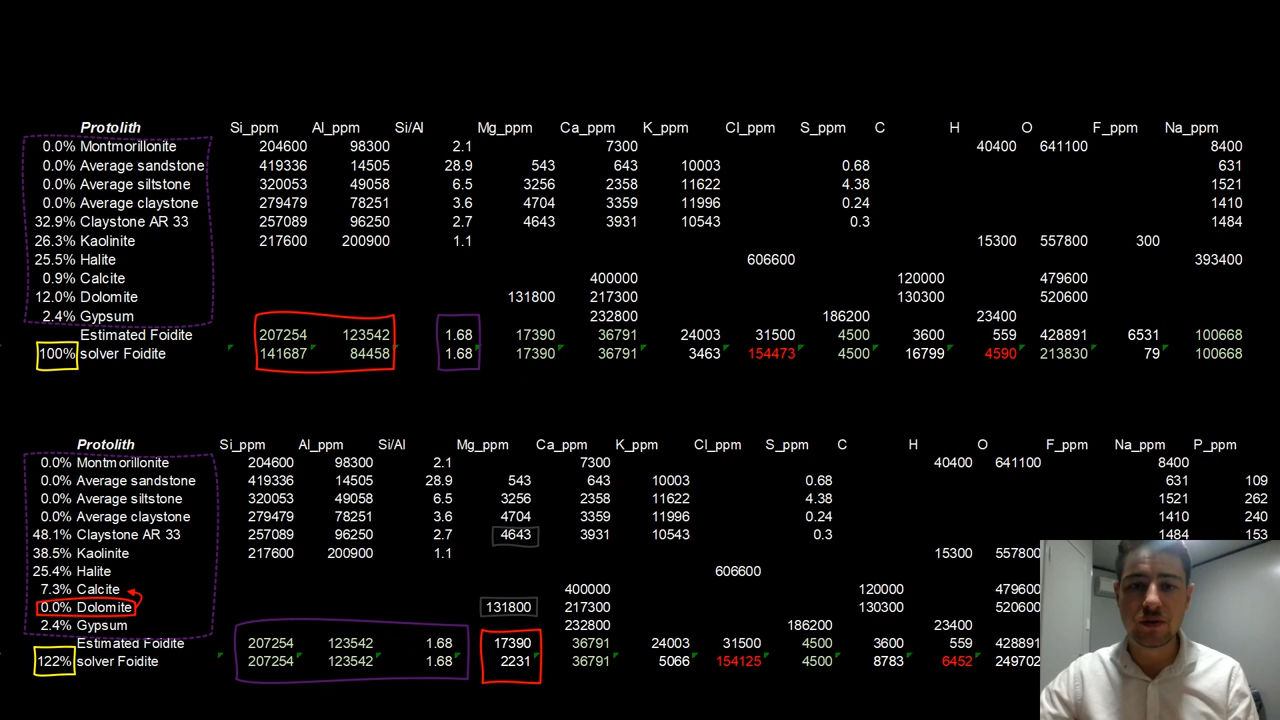 Protolith Si_ppm Al_ppm Si/Al Mg_ppm Ca_ppm K_ppm Cl_ppm S_ppm C H O F_ppm Na_ppm
0.0% Montmorillonite 204600 98300 2.1 7300 40400 641100 8400
0.0% Average sandstone 419336 14505 28.9 543 643 10003 0.68 631
0.0% Average siltstone 320053 49058 6.5 3256 2358 11622 4.38 1521
0.0% Average claystone 279479 78251 3.6 4704 3359 11996 0.24 1410
32.9% Claystone AR 33 257089 96250 2.7 4643 3931 10543 0.3 1484
26.3% Kaolinite 217600 200900 1.1 15300 557800 300
25.5% Halite 606600 393400
0.9% Calcite 400000 120000 479600
12.0% Dolomite 131800 217300 130300 520600
2.4% Gypsum 232800 186200 23400
Estimated Foidite 207254 123542 1.68 17390 36791 24003 31500 4500 3600 559 428891 6531 100668
100% solver Foidite 141687 84458 1.68 17390 36791 3463 154473 4500 16799 4590 213830 79 100668
Protolith Si_ppm Al_ppm Si/Al Mg_ppm Ca_ppm K_ppm Cl_ppm S_ppm C H O F_ppm Na_ppm P_ppm
0.0% Montmorillonite 204600 98300 2.1 7300 40400 641100 8400
0.0% Average sandstone 419336 14505 28.9 543 643 10003 0.68 631 109
0.0% Average siltstone 320053 49058 6.5 3256 2358 11622 4.38 1521 262
0.0% Average claystone 279479 78251 3.6 4704 3359 11996 0.24 1410 240
48.1% Claystone AR 33 257089 96250 2.7 4643 3931 10543 0.3 1484 153
38.5% Kaolinite 217600 200900 1.1 15300 557800
25.4% Halite 606600
7.3% Calcite 400000 120000 479600
0.0% Dolomite 131800 217300 130300 520600
2.4% Gypsum 232800 186200 23400
Estimated Foidite 207254 123542 1.68 17390 36791 24003 31500 4500 3600 559 428891
122% solver Foidite 207254 123542 1.68 2231 36791 5066 154125 4500 8783 6452 249702